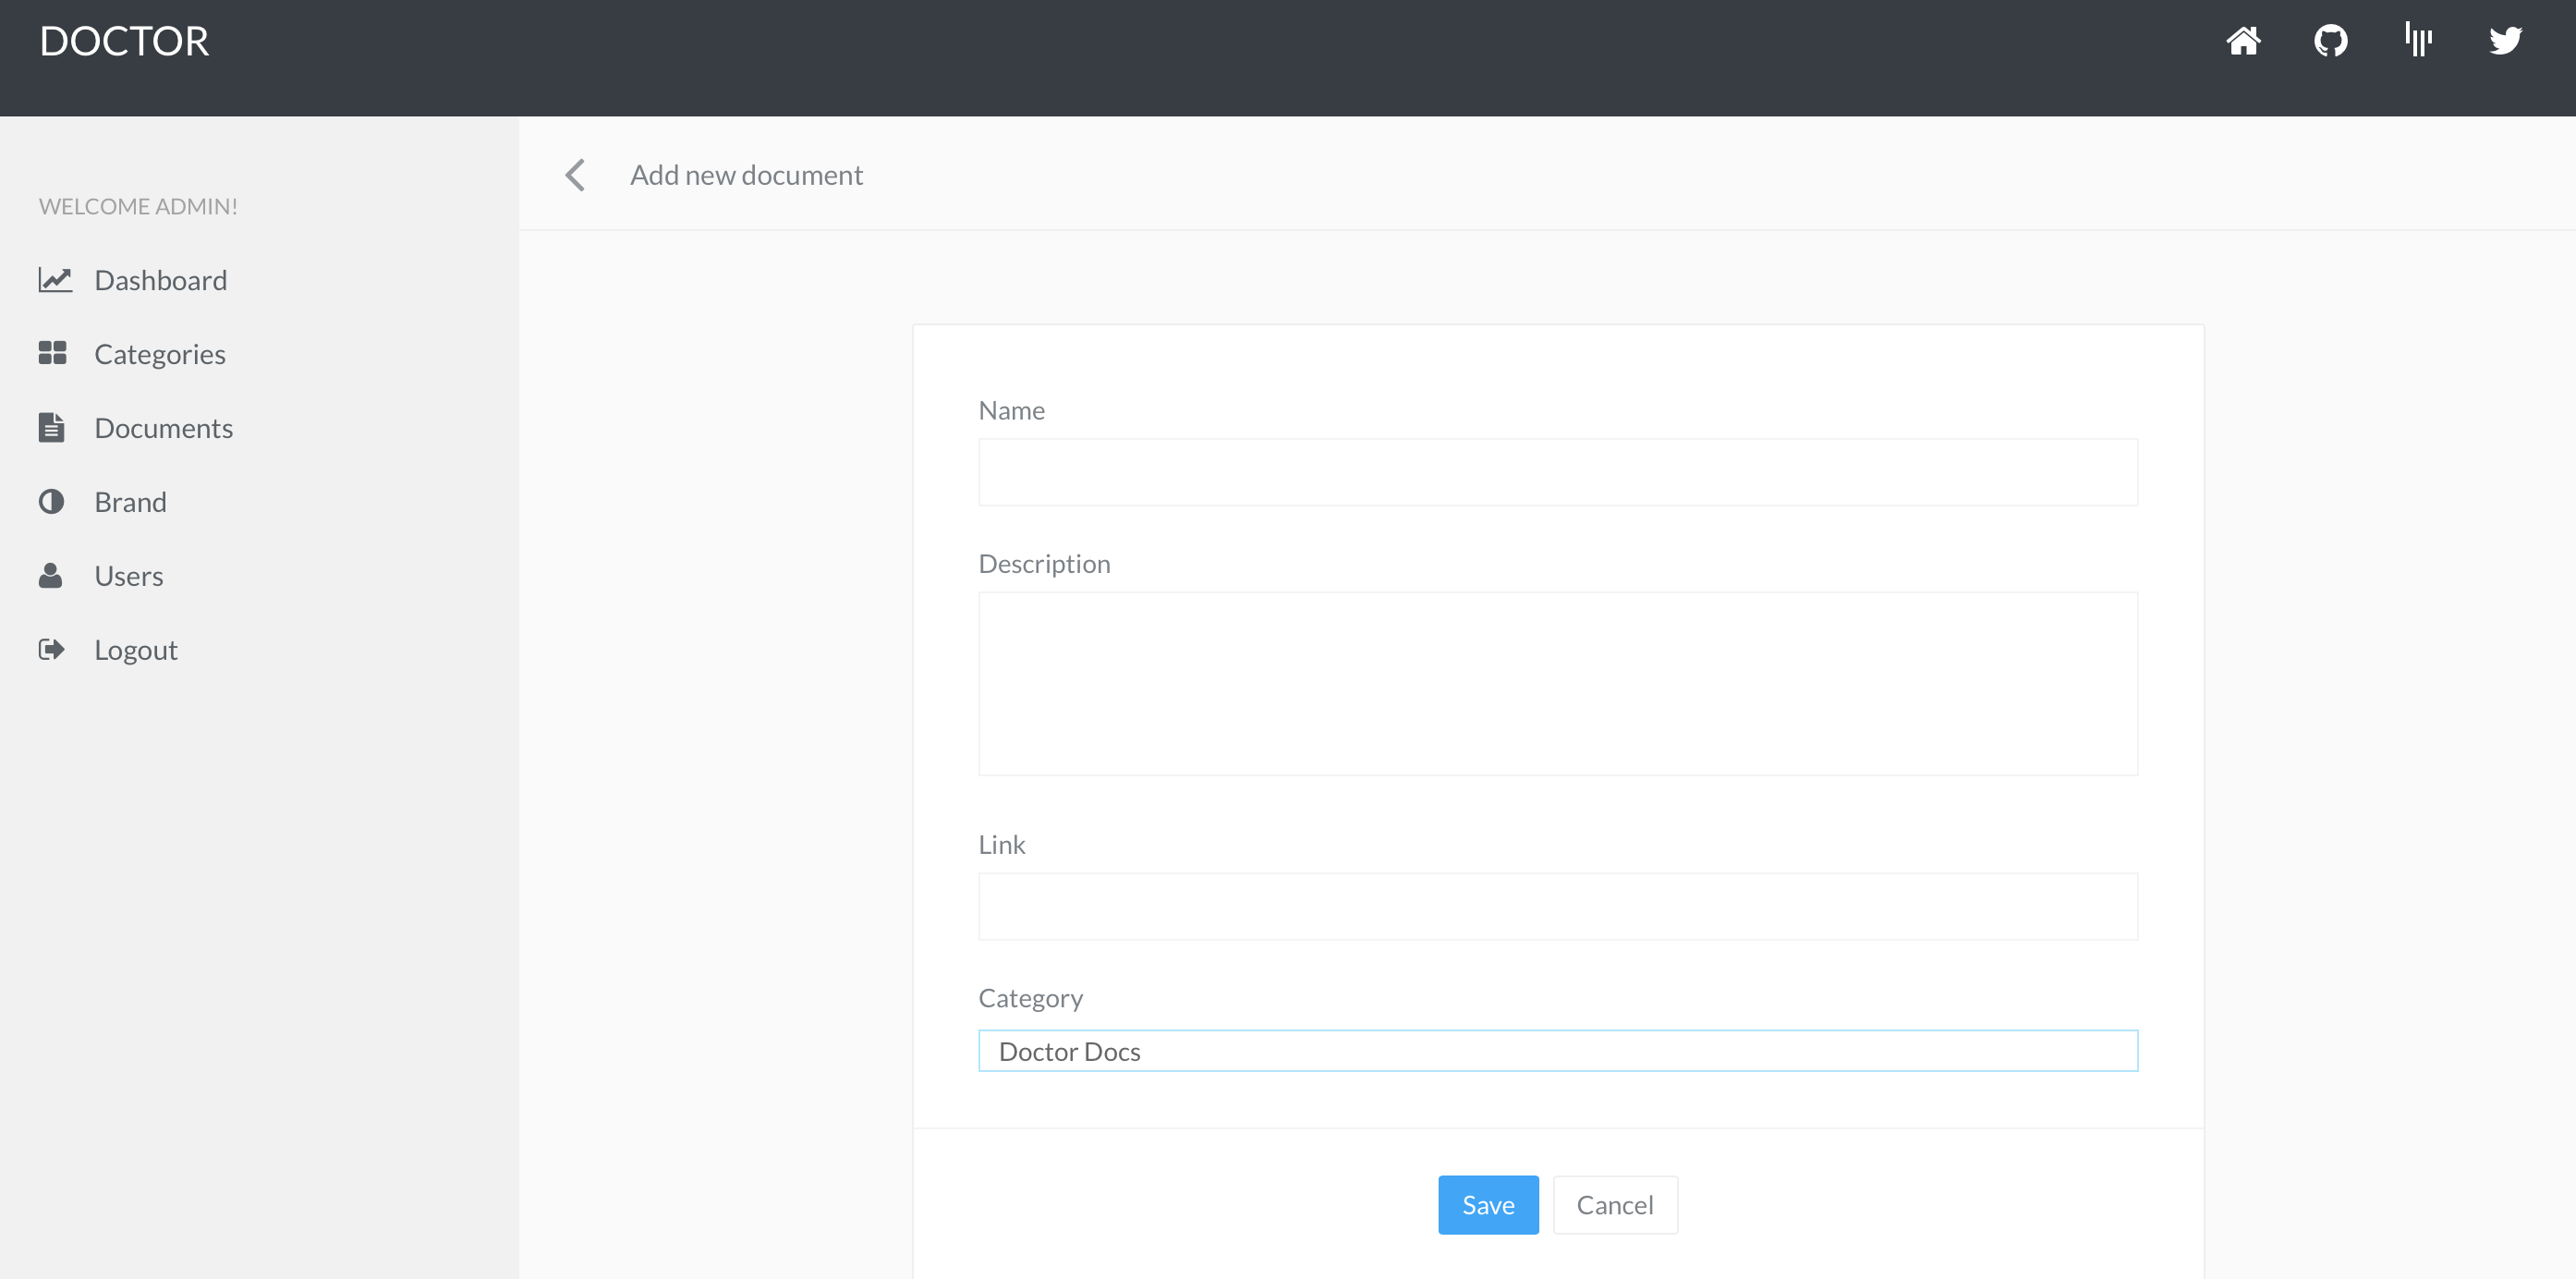 DOCTOR
WELCOME ADMIN!
Dashboard
Categories
Documents
Brand
Users
Logout
Add new document
Name
Description
Link
Category
Doctor Docs
Save
Cancel